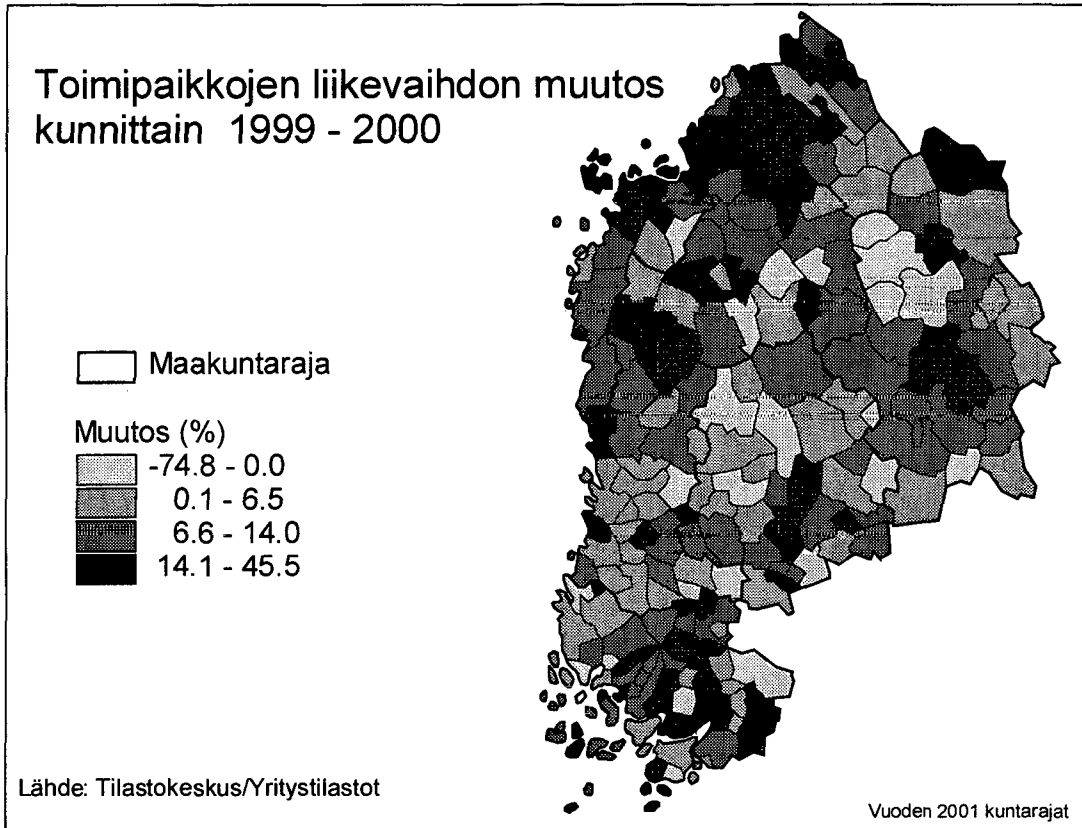 Toimipaikkojen liikevaihdon muutos
kunnittain 1999 - 2000
Maakuntaraja
Muutos (%)
-74.8 - 0.0
0.1 - 6.5
6.6 - 14.0
14.1 - 45.5
Lähde: Tilastokeskus/Yritystilastot
Vuoden 2001 kuntarajat